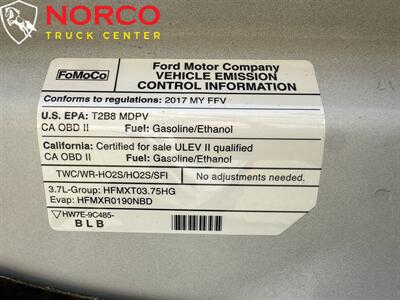 NORCO
TRUCK CENTER
FoMoCo
Ford Motor Company
VEHICLE EMISSION
CONTROL INFORMATION
Conforms to regulations: 2017 MY FFV
U.S. EPA: T2B8 MDPV
CA OBD II Fuel: Gasoline/Ethanol
California: Certified for sale ULEV II qualified
CA OBD II Fuel: Gasoline/Ethanol
TWC/WR-HO2S/HO2S/SFI No adjustments needed.
3.7L-Group: HFMXT03.75HG
Evap: HFMXR0190NBD
HW7E-9C485-
BLB